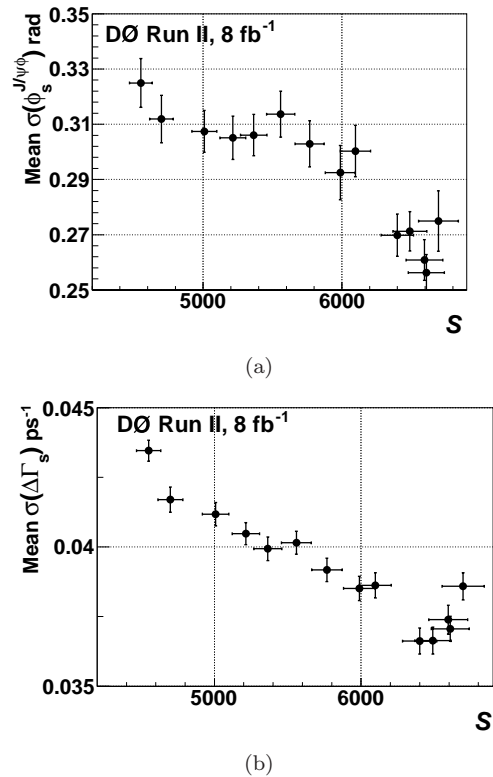 DØ Run II, 8 fb⁻¹
Mean σ(ϕₛ^J/ψϕ) rad
0.35
0.33
0.31
0.29
0.27
0.25
5000
6000
S
(a)
DØ Run II, 8 fb⁻¹
Mean σ(ΔΓₛ) ps⁻¹
0.045
0.04
0.035
5000
6000
S
(b)